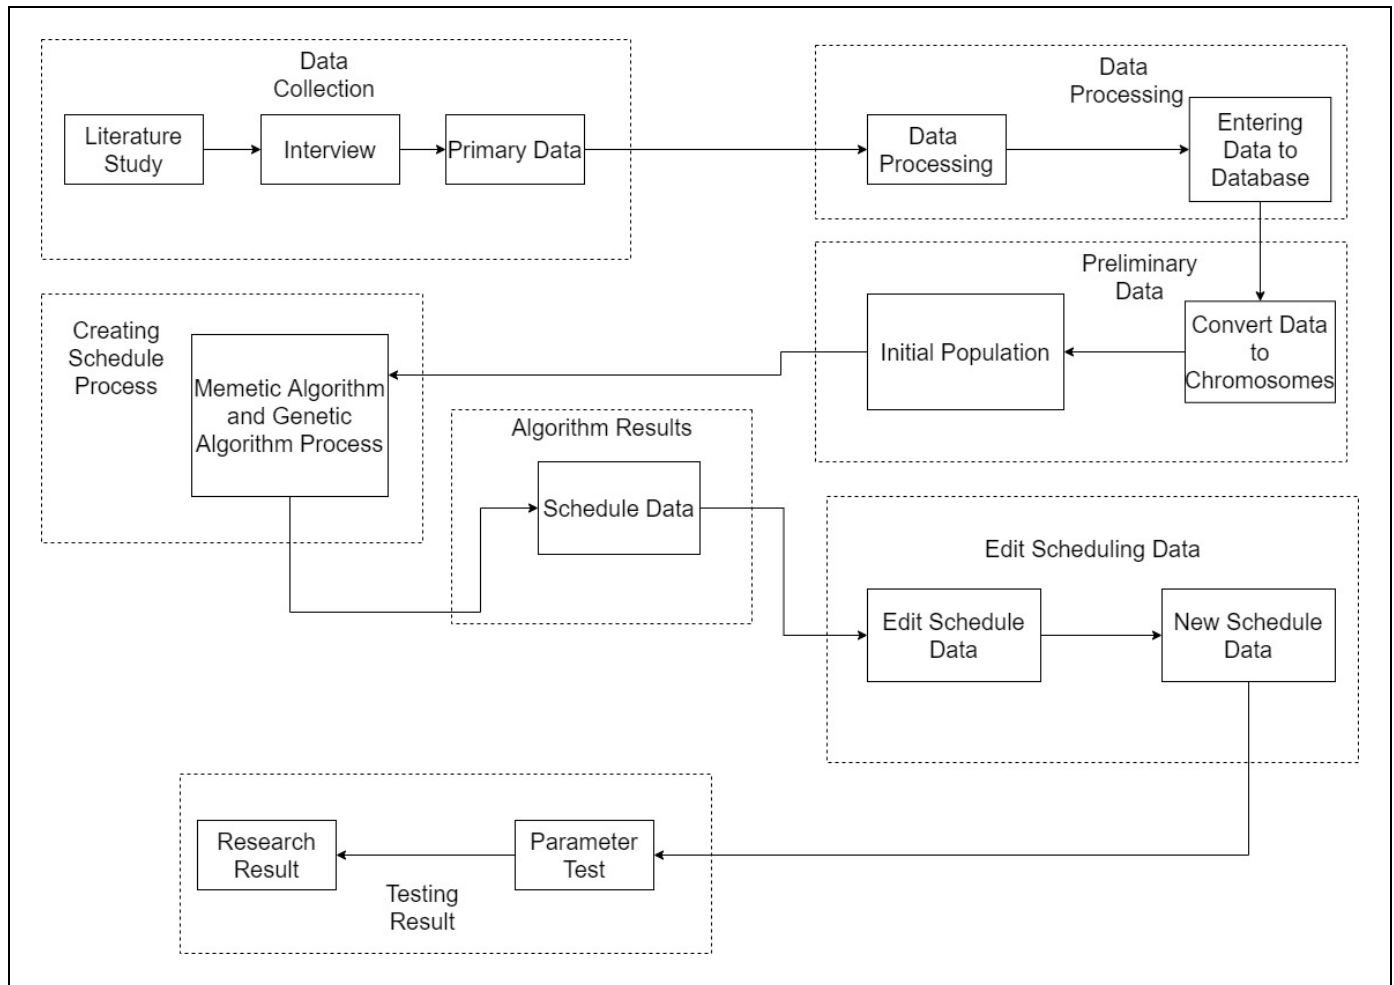 Data
Collection
Literature
Study
Interview
Primary Data
Data
Processing
Data
Processing
Entering
Data to
Database
Preliminary
Data
Convert Data
to
Chromosomes
Initial Population
Creating
Schedule
Process
Memetic Algorithm
and Genetic
Algorithm Process
Algorithm Results
Schedule Data
Edit Scheduling Data
Edit Schedule
Data
New Schedule
Data
Parameter
Test
Research
Result
Testing
Result